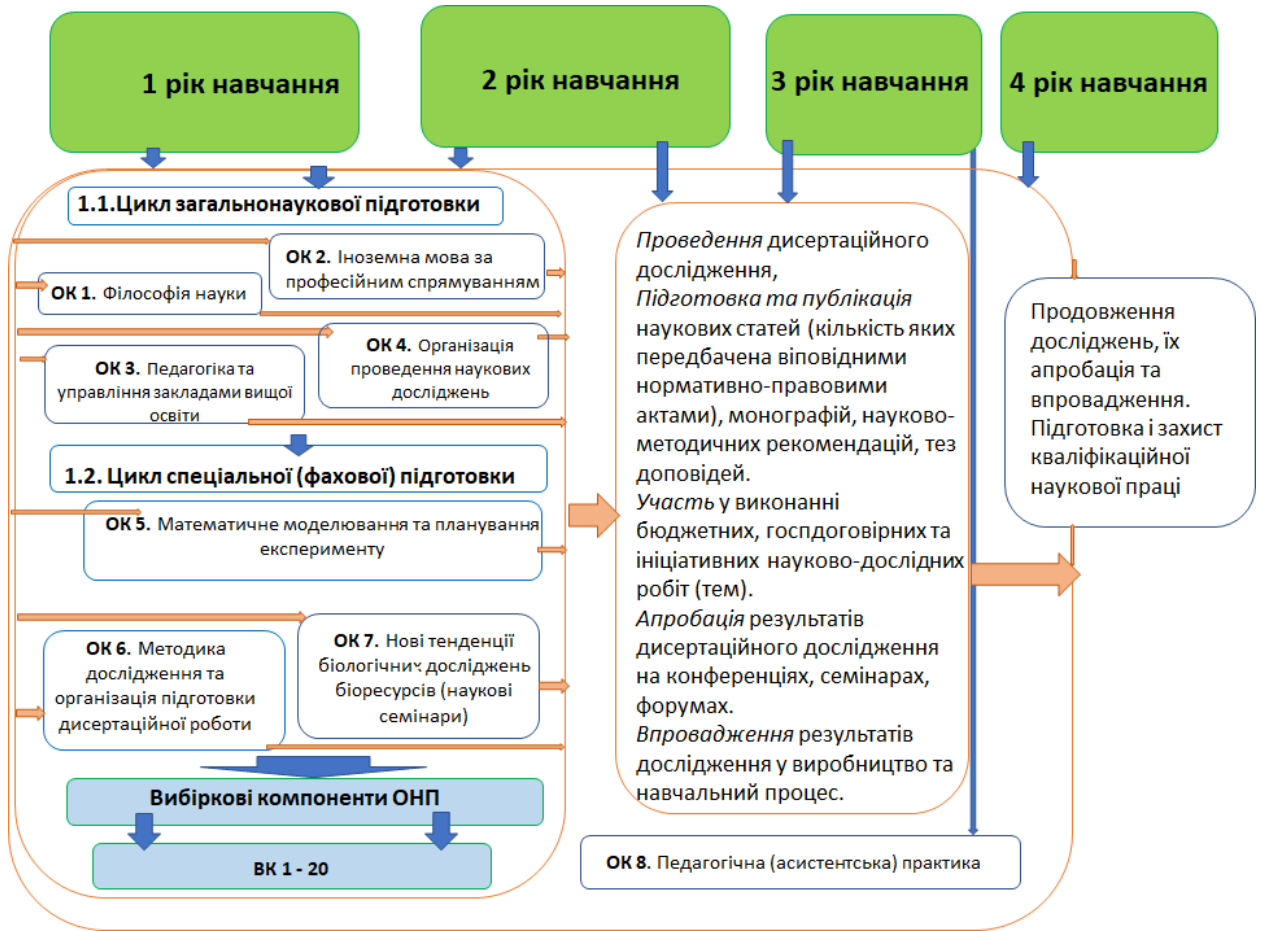 1 рік навчання
2 рік навчання
3 рік навчання
4 рік навчання
1.1.Цикл загальнонаукової підготовки
ОК 2. Іноземна мова за
професійним спрямуванням
ОК 1. Філософія науки
ОК 4. Організація
проведення наукових
досліджень
ОК 3. Педагогіка та
управління закладами вищої
освіти
1.2. Цикл спеціальної (фахової) підготовки
ОК 5. Математичне моделювання та планування
експерименту
ОК 6. Методика
дослідження та
організація підготовки
дисертаційної роботи
ОК 7. Нові тенденції
біологічних досліджень
біоресурсів (наукові
семінари)
Вибіркові компоненти ОНП
ВК 1 - 20
Проведення дисертаційного
дослідження,
Підготовка та публікація
наукових статей (кількість яких
передбачена віповідними
нормативно-правовими
актами), монографій, науково-
методичних рекомендацій, тез
доповідей.
Участь у виконанні
бюджетних, госпдоговірних та
ініціативних науково-дослідних
робіт (тем).
Апробація результатів
дисертаційного дослідження
на конференціях, семінарах,
форумах.
Впровадження результатів
дослідження у виробництво та
навчальний процес.
ОК 8. Педагогічна (асистентська) практика
Продовження
досліджень, їх
апробація та
впровадження.
Підготовка і захист
кваліфікаційної
наукової праці